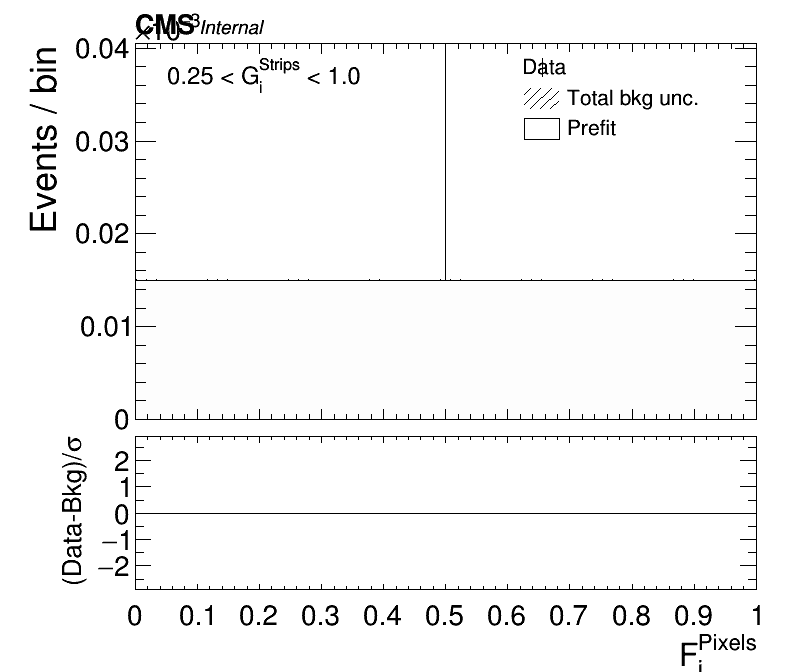 CMS Internal
×10⁻³
0.04
0.03
0.02
0.01
0
Events / bin
0.25 < G_i^Strips < 1.0
Data
Total bkg unc.
Prefit
(Data-Bkg)/σ
2
1
0
−1
−2
0 0.1 0.2 0.3 0.4 0.5 0.6 0.7 0.8 0.9 1
F_i^Pixels